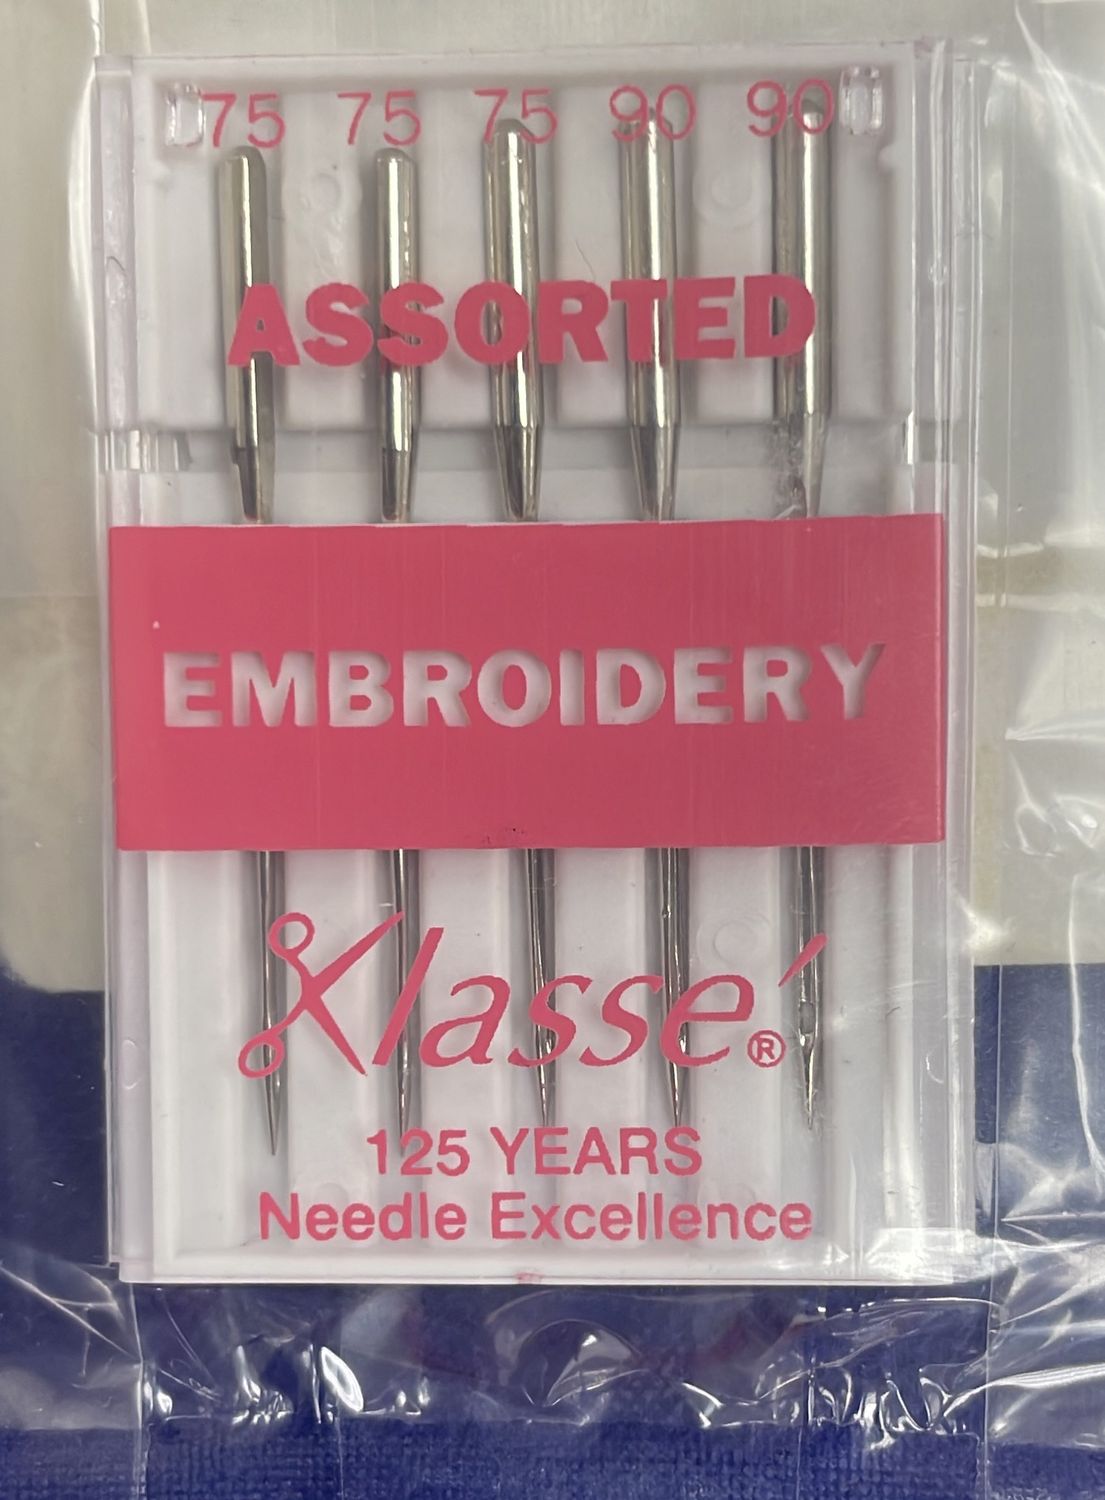 75 75 75 90 90
ASSORTED
EMBROIDERY
Klassé®
125 YEARS
Needle Excellence